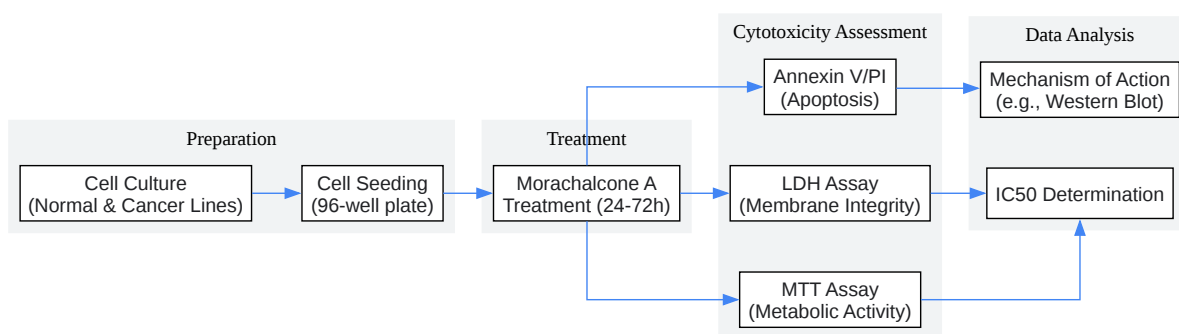 Cytotoxicity Assessment
Data Analysis
Annexin V/PI
(Apoptosis)
Mechanism of Action
(e.g., Western Blot)
Preparation
Treatment
Cell Culture
(Normal & Cancer Lines)
Cell Seeding
(96-well plate)
Morachalcone A
Treatment (24-72h)
LDH Assay
(Membrane Integrity)
IC50 Determination
MTT Assay
(Metabolic Activity)